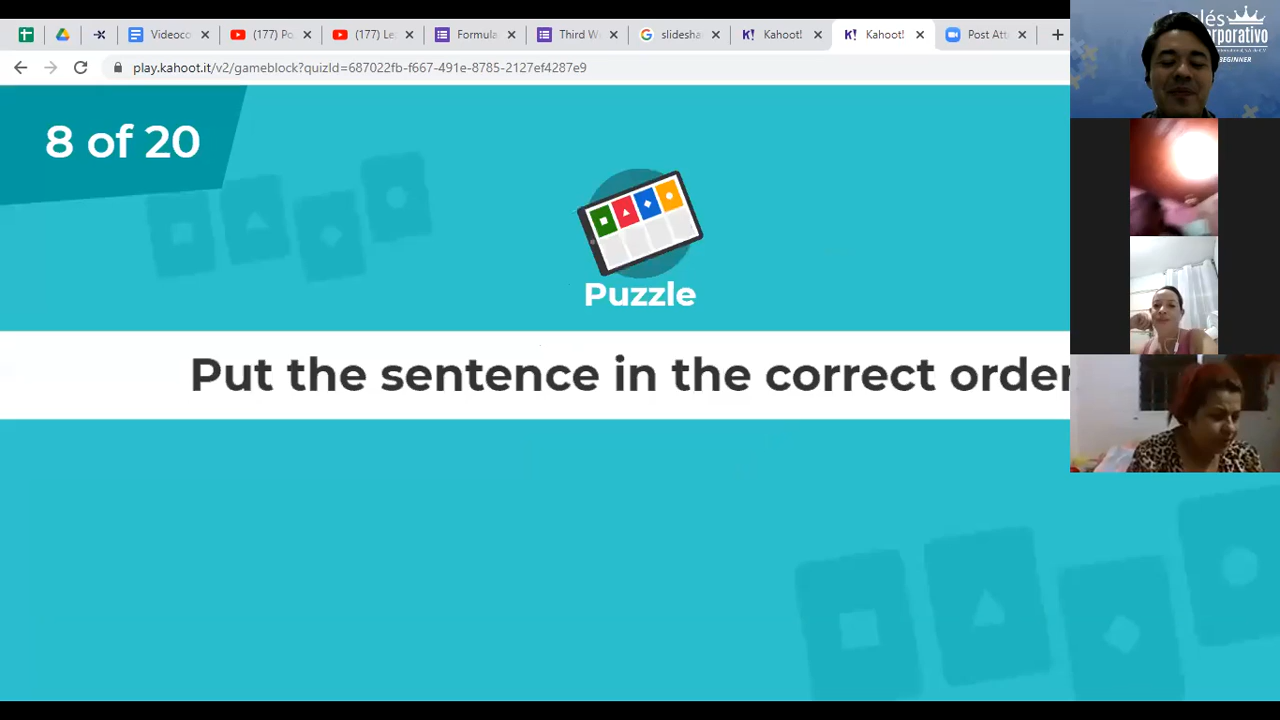 Videoco
(177) Po
(177) Le
Formula
Third W
slidesha
Kahoot!
Kahoot!
Post Att
play.kahoot.it/v2/gameblock?quizId=687022fb-f667-491e-8785-2127ef4287e9
8 of 20
Puzzle
Put the sentence in the correct order
BEGINNER